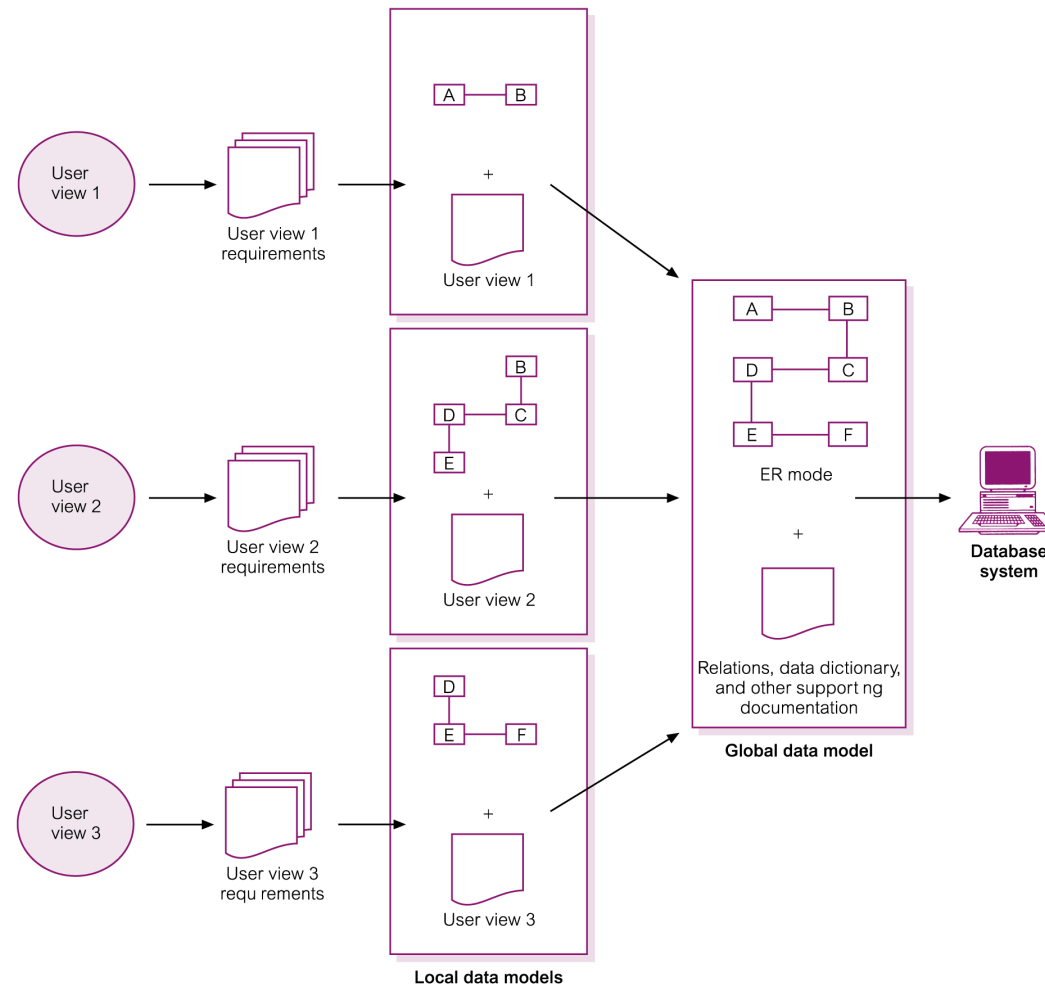 User
view 1
User view 1
requirements
A
B
+
User view 1
User
view 2
User view 2
requirements
B
D
C
E
+
User view 2
User
view 3
User view 3
requ rements
D
E
F
+
User view 3
Local data models
A
B
D
C
E
F
ER mode
+
Relations, data dictionary,
and other support ng
documentation
Global data model
Database
system